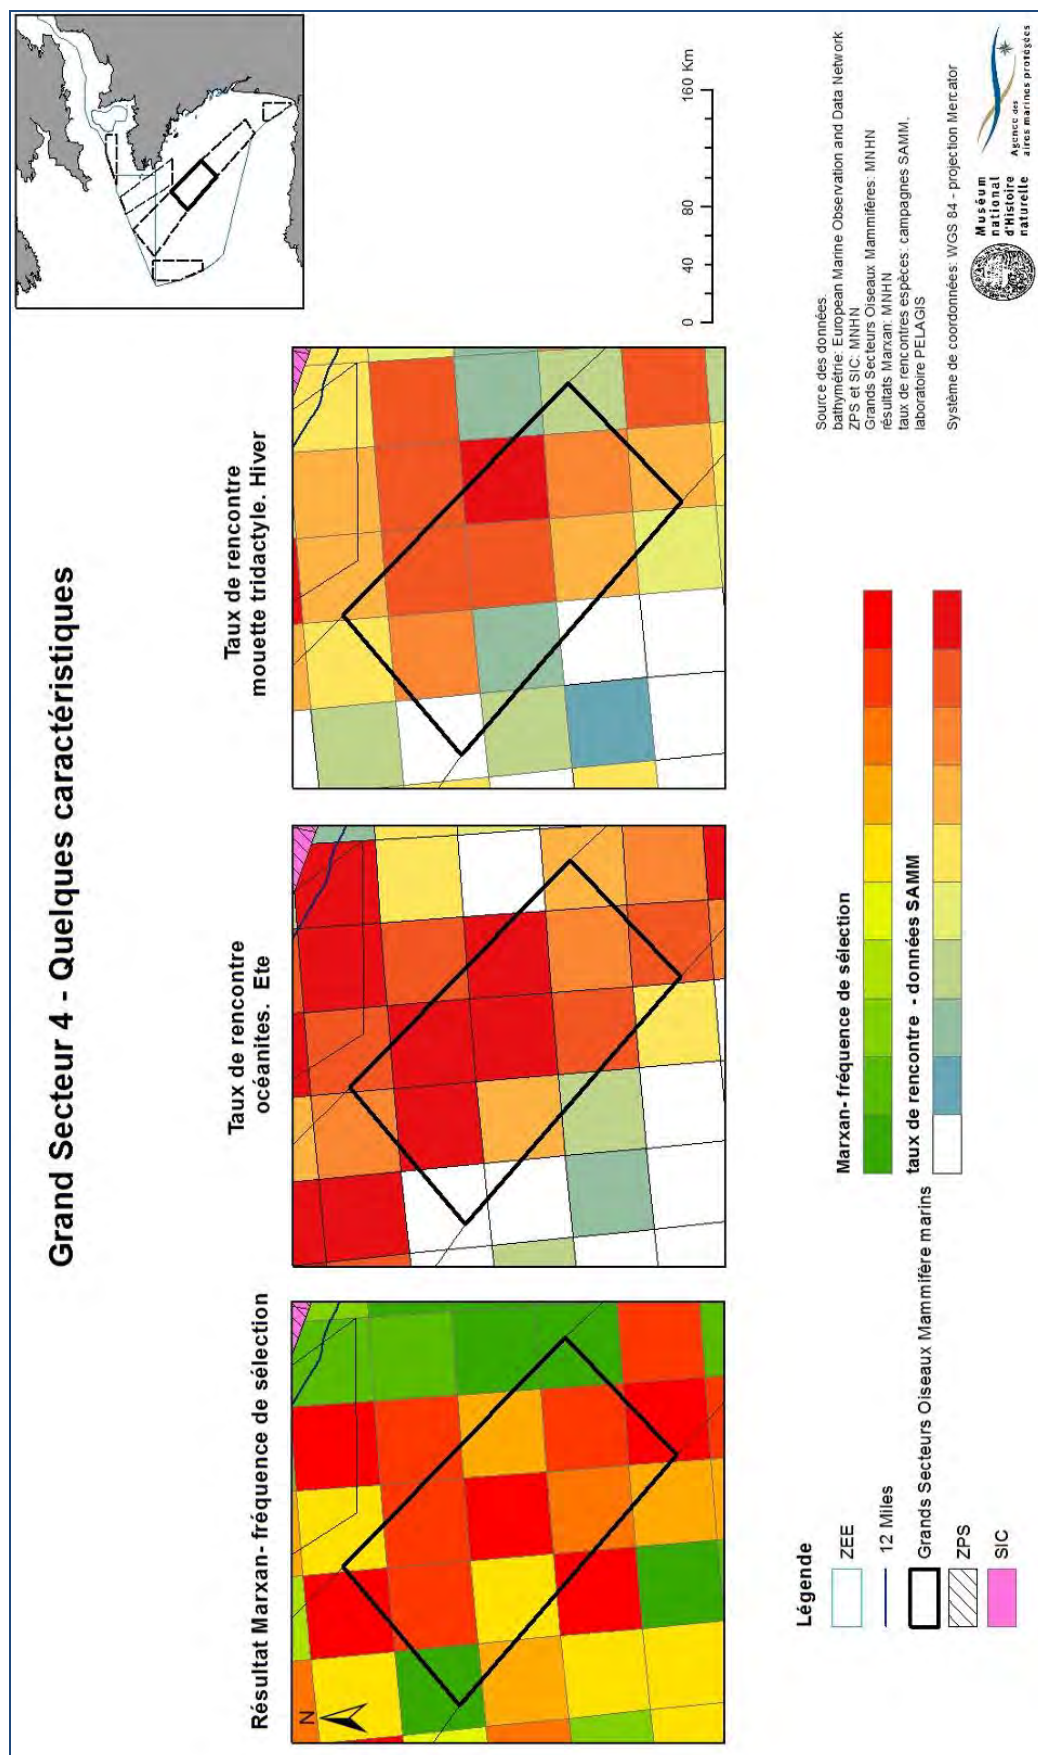 Grand Secteur 4 - Quelques caractéristiques
Résultat Marxan- fréquence de sélection
Taux de rencontre
océanites.  Ete
Taux de rencontre
mouette tridactyle. Hiver
N
0
40
80
160 Km
Légende
ZEE
12 Miles
Grands Secteurs Oiseaux Mammifère marins
ZPS
SIC
Marxan- fréquence de sélection
taux de rencontre  - données SAMM
Source des données
bathymétrie: European Marine Observation and Data Network
ZPS et SIC: MNHN
Grands Secteurs Oiseaux Mammifères: MNHN
résultats Marxan: MNHN
taux de rencontres espèces: campagnes SAMM.
laboratoire PELAGIS
Système de coordonnées: WGS 84 - projection Mercator
Muséum
national
d'Histoire
naturelle
Agence des
aires marines protégées